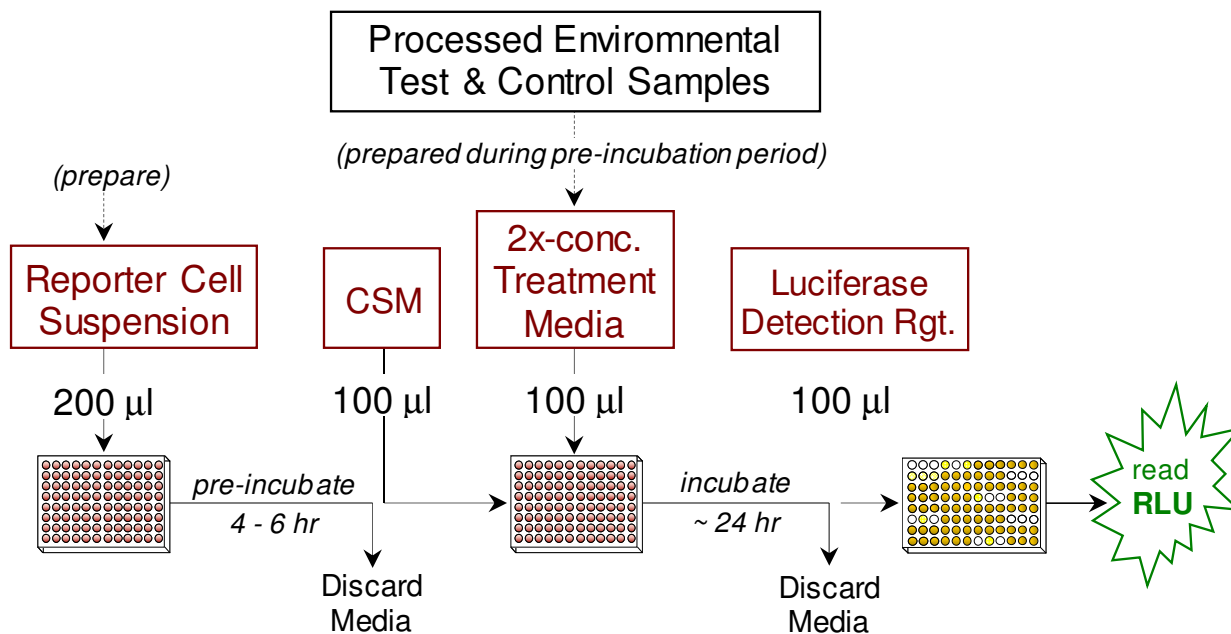 Processed Enviromnental
Test & Control Samples
(prepared during pre-incubation period)
(prepare)
Reporter Cell
Suspension
CSM
2x-conc.
Treatment
Media
Luciferase
Detection Rgt.
200 μl
100 μl
100 μl
100 μl
pre-incubate
4 - 6 hr
Discard
Media
incubate
~ 24 hr
Discard
Media
read
RLU